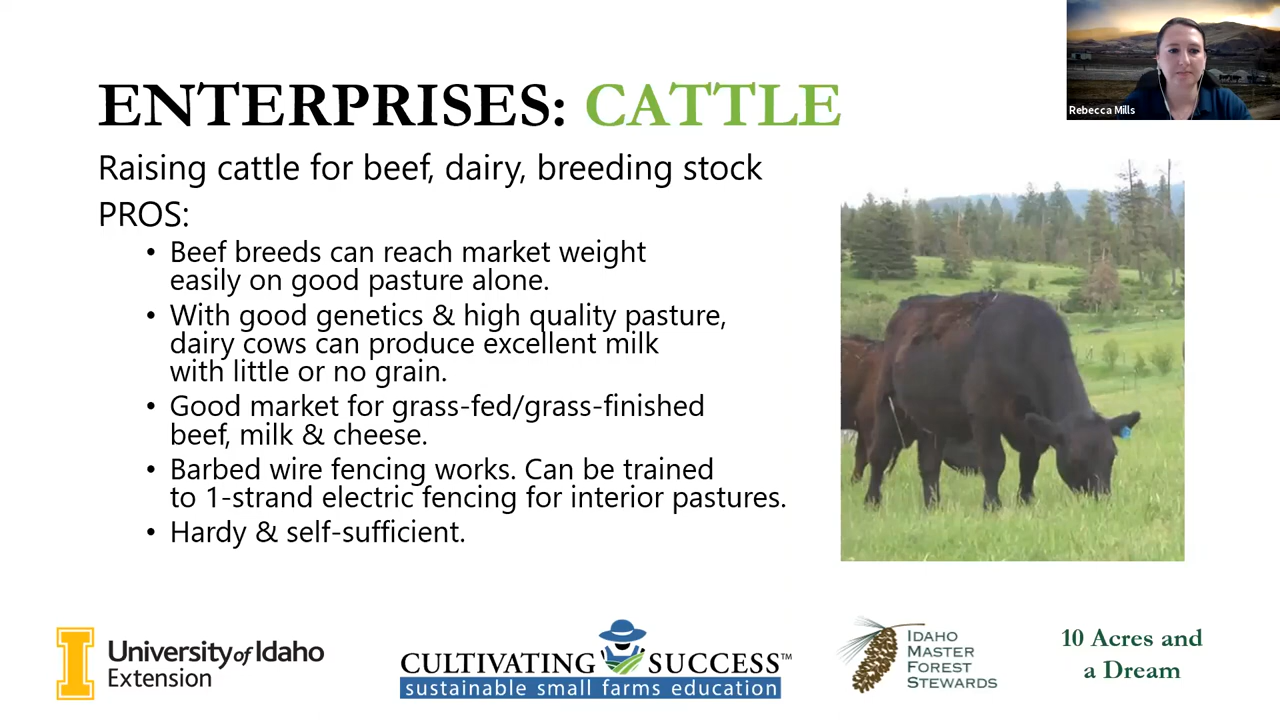 ENTERPRISES: CATTLE
Rebecca Mills
Raising cattle for beef, dairy, breeding stock
PROS:
• Beef breeds can reach market weight
easily on good pasture alone.
• With good genetics & high quality pasture,
dairy cows can produce excellent milk
with little or no grain.
• Good market for grass-fed/grass-finished
beef, milk & cheese.
• Barbed wire fencing works. Can be trained
to 1-strand electric fencing for interior pastures.
• Hardy & self-sufficient.
I
University of Idaho
Extension
CULTIVATING SUCCESS™
sustainable small farms education
IDAHO
MASTER
FOREST
STEWARDS
10 Acres and
a Dream